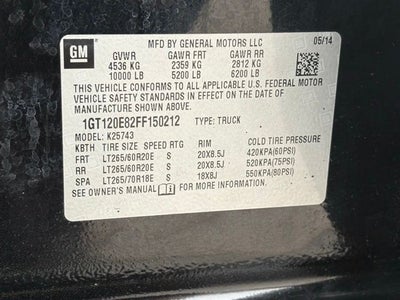 GM
MFD BY GENERAL MOTORS LLC 05/14
GVWR GAWR FRT GAWR RR
4536 KG 2359 KG 2812 KG
10000 LB 5200 LB 6200 LB
THIS VEHICLE CONFORMS TO ALL APPLICABLE U.S. FEDERAL MOTOR
VEHICLE SAFETY STANDARDS IN EFFECT ON THE DATE OF
MANUFACTURE SHOWN ABOVE.
1GT120E82FF150212 TYPE: TRUCK
MODEL: K25743
KBTH TIRE SIZE SPEED RTG RIM COLD TIRE PRESSURE
FRT LT265/60R20E S 20X8.5J 420KPA(60PSI)
RR LT265/60R20E S 20X8.5J 520KPA(75PSI)
SPA LT265/70R18E S 18X8J 550KPA(80PSI)
SEE OWNER'S MANUAL FOR MORE INFORMATION.